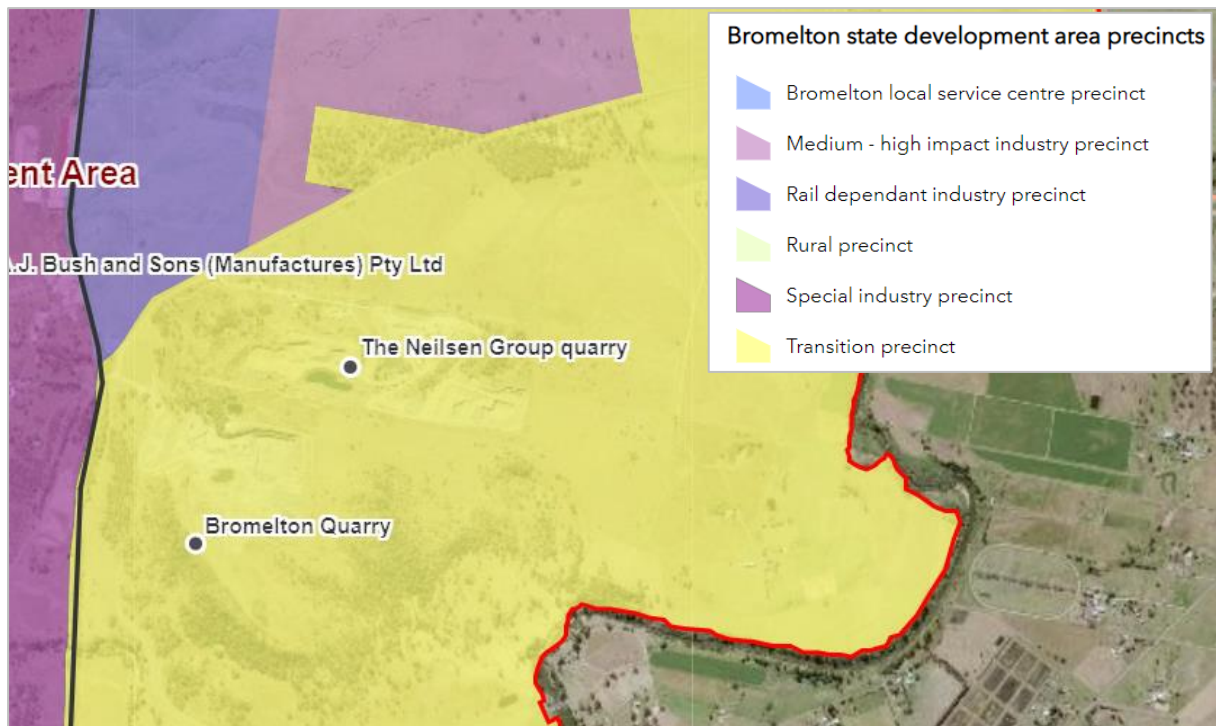 Bromelton state development area precincts
Bromelton local service centre precinct
Medium - high impact industry precinct
Rail dependant industry precinct
Rural precinct
Special industry precinct
Transition precinct
ent Area
A.J. Bush and Sons (Manufactures) Pty Ltd
The Neilsen Group quarry
Bromelton Quarry